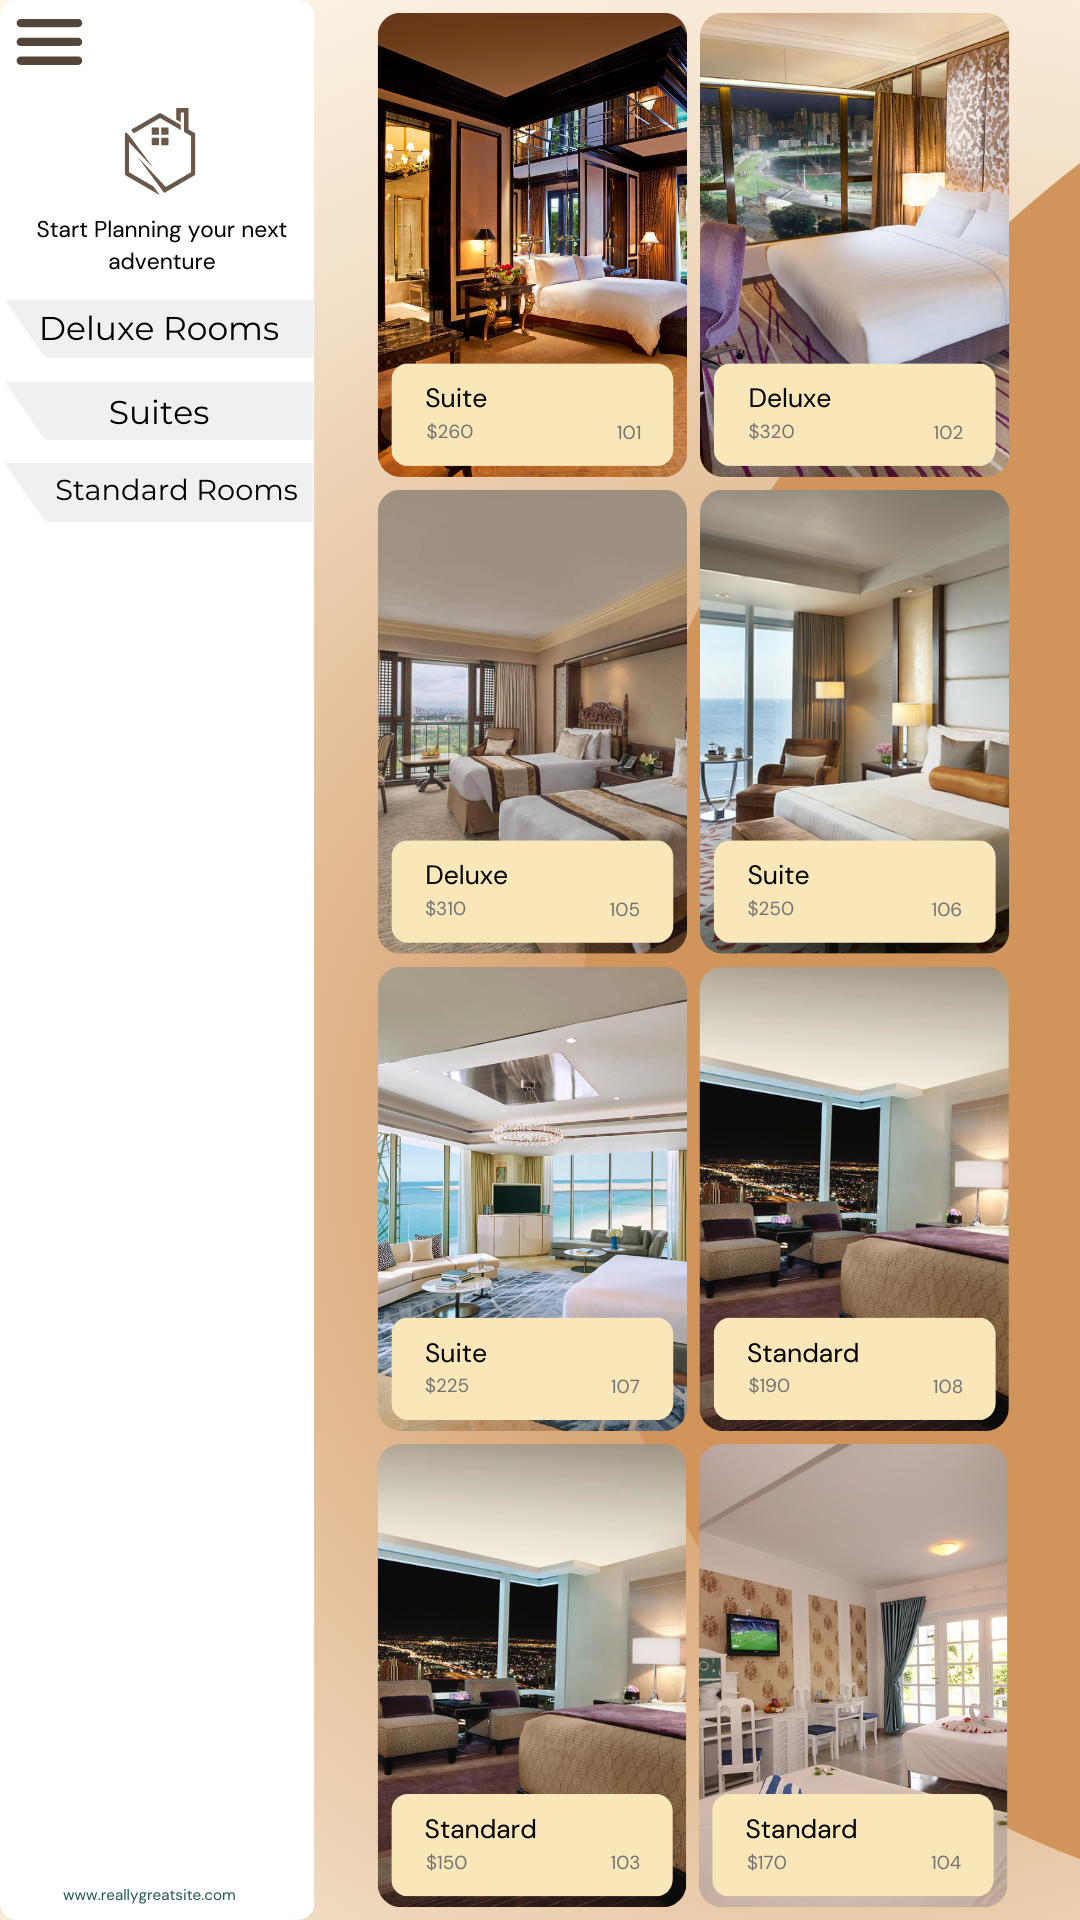 Start Planning your next
adventure
Deluxe Rooms
Suites
Standard Rooms
www.reallygreatsite.com
Suite
$260 101
Deluxe
$320 102
Deluxe
$310 105
Suite
$250 106
Suite
$225 107
Standard
$190 108
Standard
$150 103
Standard
$170 104